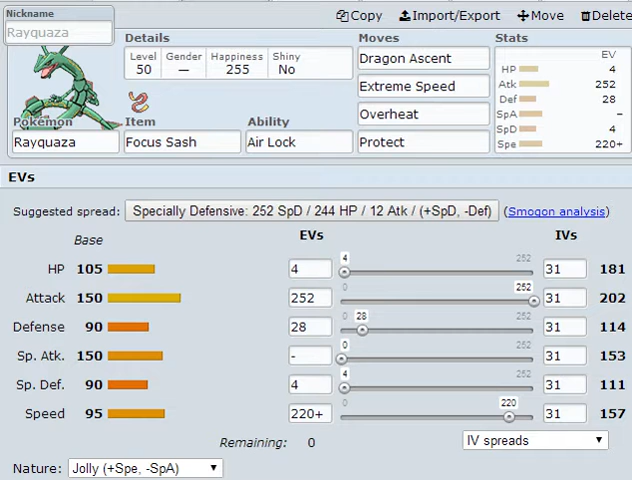 Nickname
Rayquaza
Copy Import/Export Move Delete
Details
Level Gender Happiness Shiny
50 — 255 No
Moves
Dragon Ascent
Extreme Speed
Overheat
Protect
Stats
EV
HP 4
Atk 252
Def 28
SpA -
SpD 4
Spe 220+
Pokémon Item Ability
Rayquaza Focus Sash Air Lock
EVs
Suggested spread: Specially Defensive: 252 SpD / 244 HP / 12 Atk / (+SpD, -Def) (Smogon analysis)
Base EVs IVs
HP 105 4 4 252 31 181
Attack 150 252 0 252 31 202
Defense 90 28 0 28 252 31 114
Sp. Atk. 150 - 0 252 31 153
Sp. Def. 90 4 4 252 31 111
Speed 95 220+ 0 220 31 157
Remaining: 0 IV spreads
Nature: Jolly (+Spe, -SpA)